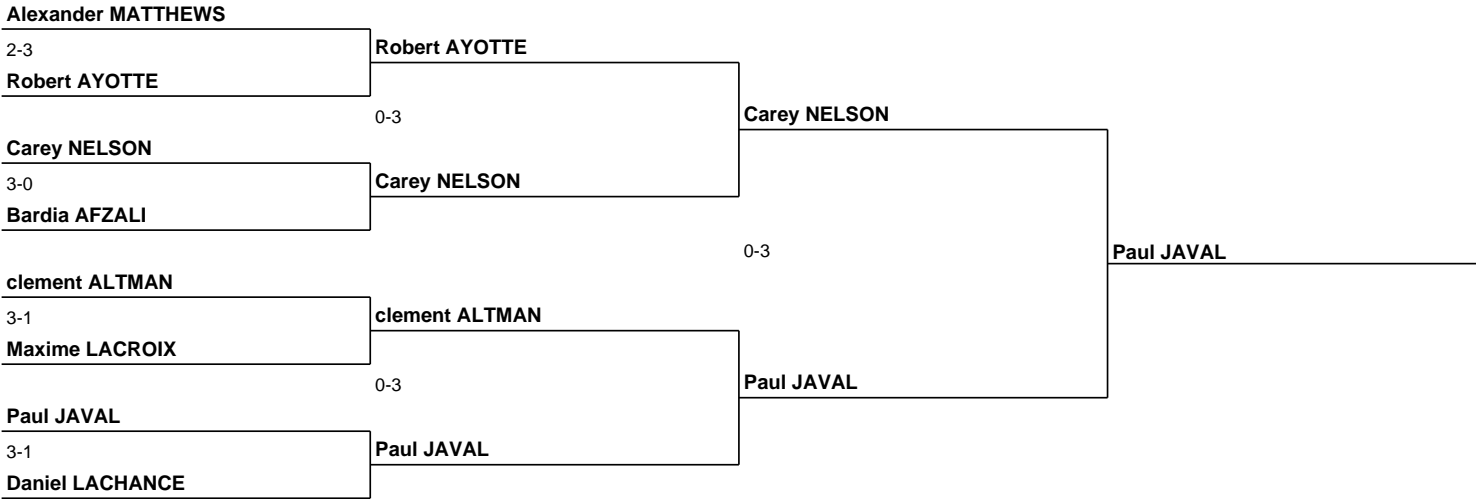 Alexander MATTHEWS
2-3
Robert AYOTTE
Robert AYOTTE
0-3
Carey NELSON
Carey NELSON
3-0
Carey NELSON
Bardia AFZALI
0-3
Paul JAVAL
clement ALTMAN
3-1
clement ALTMAN
Maxime LACROIX
0-3
Paul JAVAL
Paul JAVAL
3-1
Paul JAVAL
Daniel LACHANCE